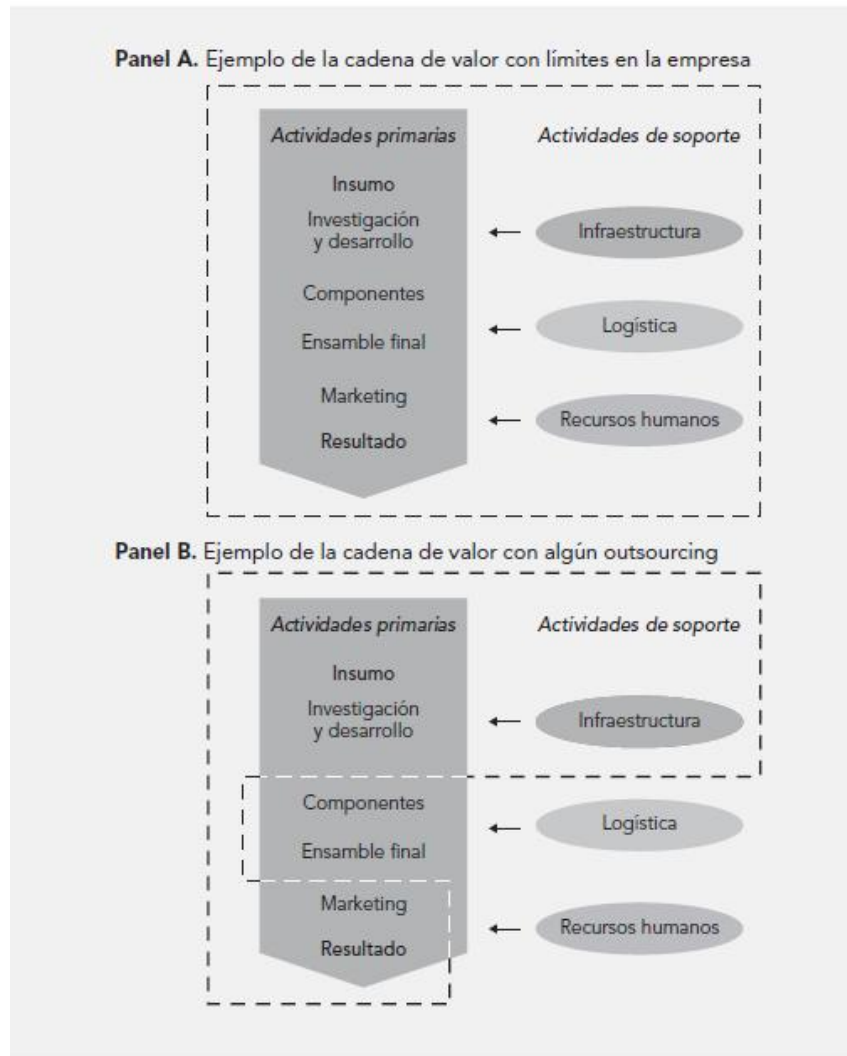 Panel A. Ejemplo de la cadena de valor con límites en la empresa
Actividades primarias
Actividades de soporte
Insumo
Investigación
y desarrollo
Infraestructura
Componentes
Logística
Ensamble final
Marketing
Recursos humanos
Resultado
Panel B. Ejemplo de la cadena de valor con algún outsourcing
Actividades primarias
Actividades de soporte
Insumo
Investigación
y desarrollo
Infraestructura
Componentes
Logística
Ensamble final
Marketing
Recursos humanos
Resultado